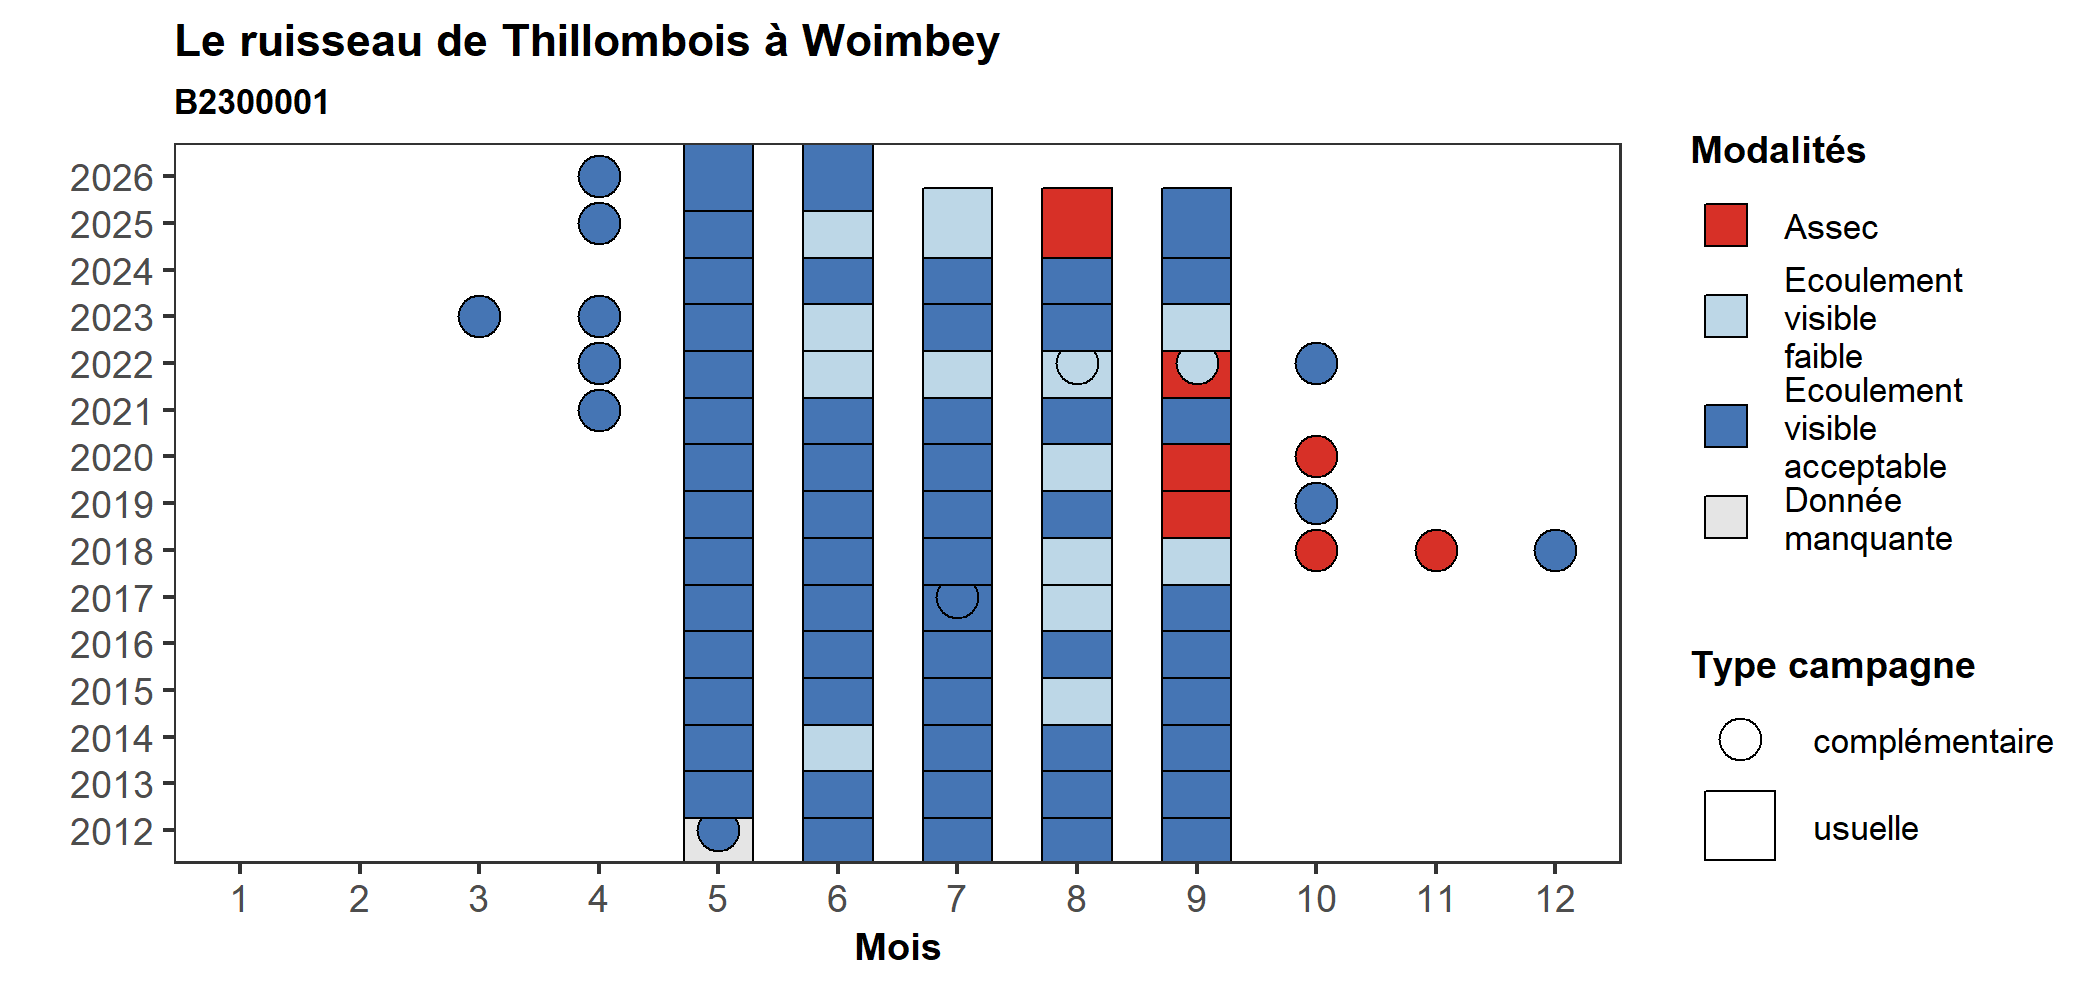 Le ruisseau de Thillombois à Woimbey
B2300001
2026
2025
2024
2023
2022
2021
2020
2019
2018
2017
2016
2015
2014
2013
2012
1 2 3 4 5 6 7 8 9 10 11 12
Mois
Modalités
Assec
Ecoulement
visible
faible
Ecoulement
visible
acceptable
Donnée
manquante
Type campagne
complémentaire
usuelle